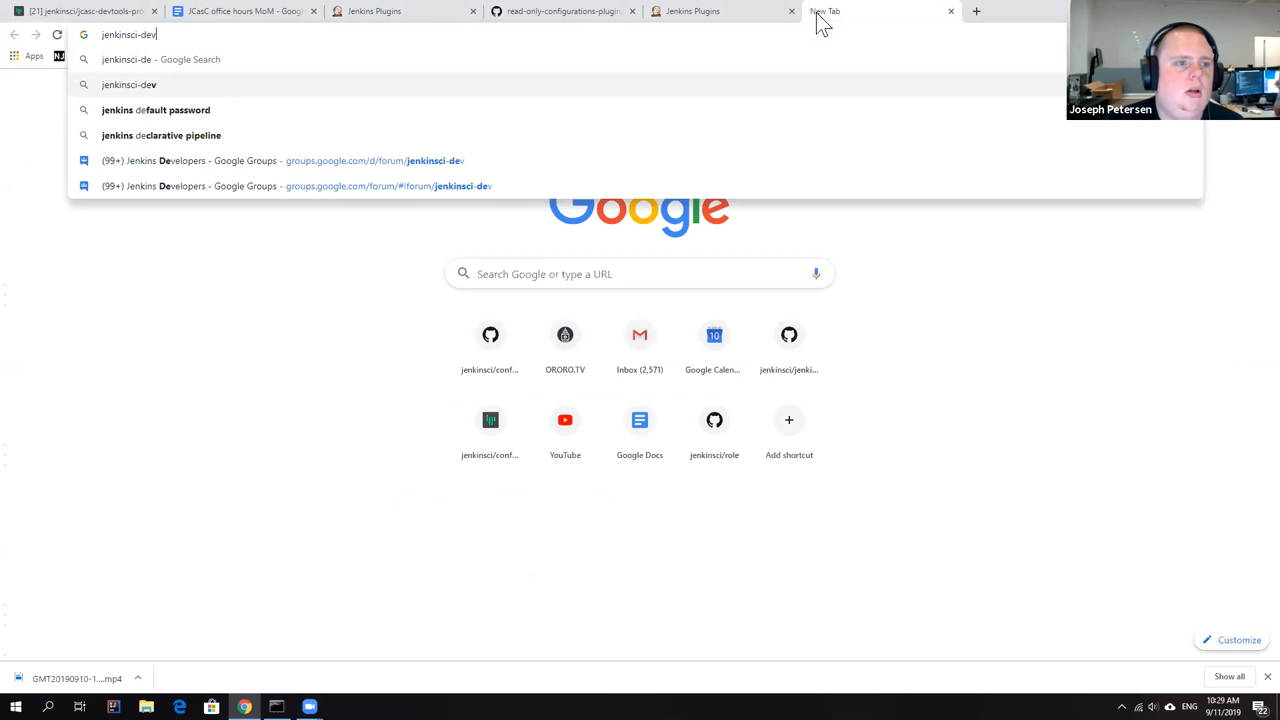 [21] jenkinsci/jcasc-devtools-pro
JCasC office hours MoM - Googl
Jenkins Plugins
read-only-configurations-plugin
Jenkins Plugins
New Tab
jenkinsci-dev
Apps
jenkinsci-de - Google Search
jenkinsci-dev
jenkins default password
jenkins declarative pipeline
(99+) Jenkins Developers - Google Groups - groups.google.com/d/forum/jenkinsci-dev
(99+) Jenkins Developers - Google Groups - groups.google.com/forum/#!forum/jenkinsci-dev
Joseph Petersen
Google
Search Google or type a URL
jenkinsci/conf...
ORORO.TV
Inbox (2,571)
Google Calen...
jenkinsci/jenki...
jenkinsci/conf...
YouTube
Google Docs
jenkinsci/role
Add shortcut
Customize
GMT20190910-1....mp4
Show all
ENG
10:29 AM
9/11/2019
22